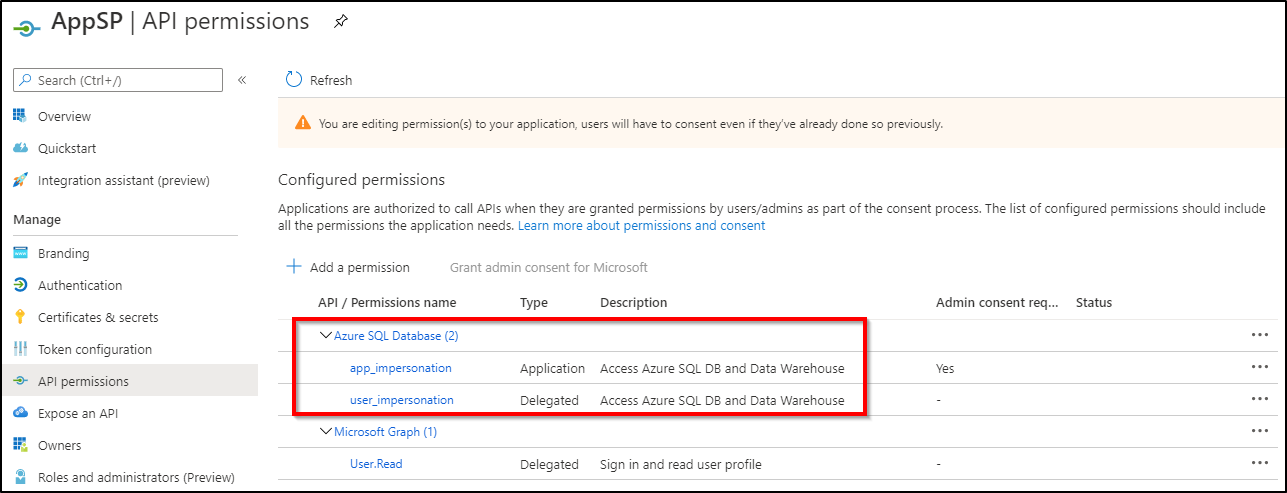 AppSP | API permissions
Search (Ctrl+/)
«
Overview
Quickstart
Integration assistant (preview)
Manage
Branding
Authentication
Certificates & secrets
Token configuration
API permissions
Expose an API
Owners
Roles and administrators (Preview)
Refresh
You are editing permission(s) to your application, users will have to consent even if they've already done so previously.
Configured permissions
Applications are authorized to call APIs when they are granted permissions by users/admins as part of the consent process. The list of configured permissions should include
all the permissions the application needs. Learn more about permissions and consent
Add a permission Grant admin consent for Microsoft
API / Permissions name Type Description Admin consent req... Status
Azure SQL Database (2)
app_impersonation Application Access Azure SQL DB and Data Warehouse Yes
user_impersonation Delegated Access Azure SQL DB and Data Warehouse -
Microsoft Graph (1)
User.Read Delegated Sign in and read user profile -